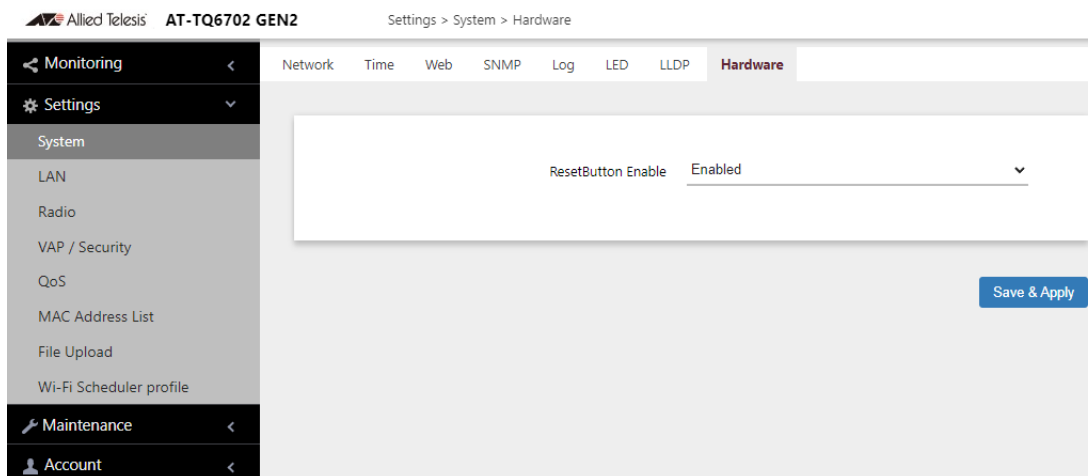 Allied Telesis AT-TQ6702 GEN2 Settings > System > Hardware
Monitoring
Network Time Web SNMP Log LED LLDP Hardware
Settings
System
ResetButton Enable Enabled
LAN
Radio
VAP / Security
QoS
Save & Apply
MAC Address List
File Upload
Wi-Fi Scheduler profile
Maintenance
Account